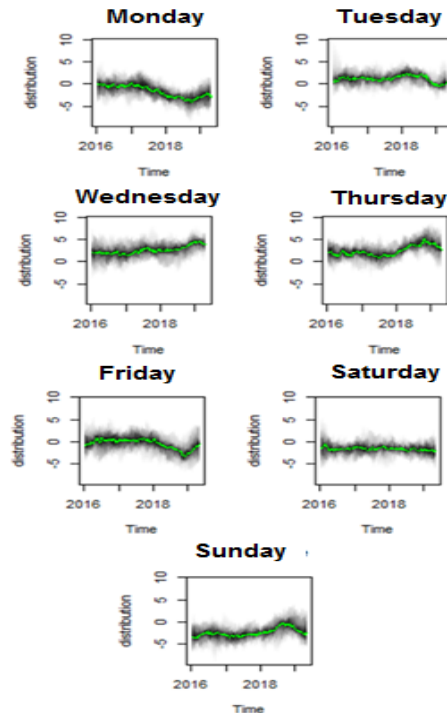 Monday
Tuesday
10
5
0
-5
distribution
2016
2018
Time
10
5
0
-5
distribution
2016
2018
Time
Wednesday
Thursday
10
5
0
-5
distribution
2016
2018
Time
10
5
0
-5
distribution
2016
2018
Time
Friday
Saturday
10
5
0
-5
distribution
2016
2018
Time
10
5
0
-5
distribution
2016
2018
Time
Sunday
10
5
0
-5
distribution
2016
2018
Time